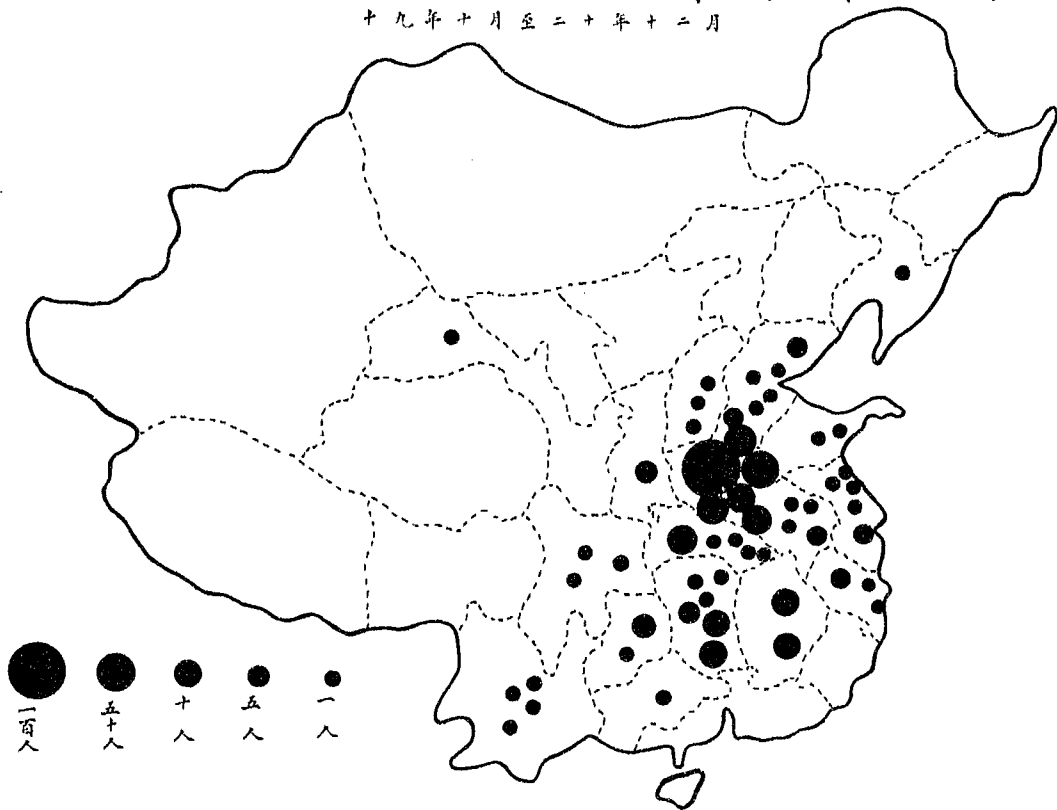 十九年十月至二十年十二月
一百人
五十人
十人
五人
一人